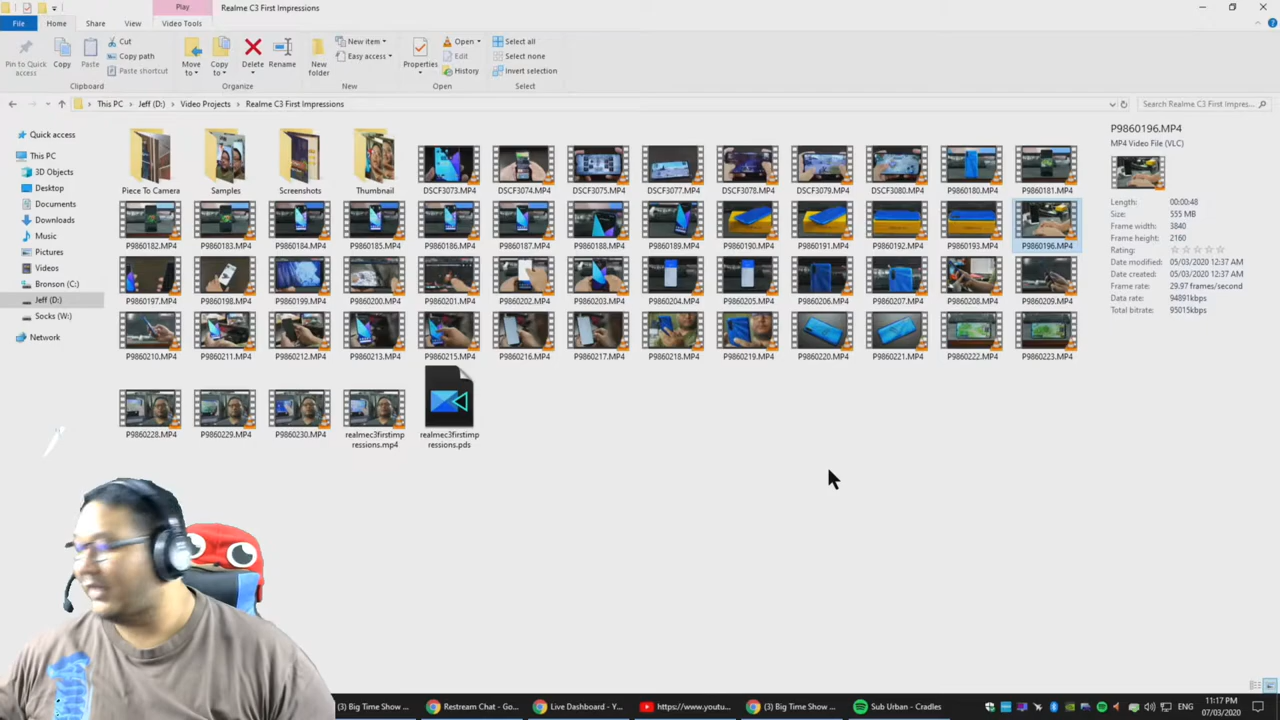 Play
Realme C3 First Impressions
File
Home
Share
View
Video Tools
Pin to Quick access
Copy
Paste
Cut
Copy path
Paste shortcut
Clipboard
Move to
Copy to
Delete
Rename
Organize
New folder
New item
Easy access
New
Properties
Open
Edit
History
Open
Select all
Select none
Invert selection
Select
This PC > Jeff (D:) > Video Projects > Realme C3 First Impressions
Search Realme C3 First Impres...
Quick access
This PC
3D Objects
Desktop
Documents
Downloads
Music
Pictures
Videos
Bronson (C:)
Jeff (D:)
Socks (W:)
Network
Piece To Camera
Samples
Screenshots
Thumbnail
DSCF3073.MP4
DSCF3074.MP4
DSCF3075.MP4
DSCF3077.MP4
DSCF3078.MP4
DSCF3079.MP4
DSCF3080.MP4
P9860180.MP4
P9860181.MP4
P9860182.MP4
P9860183.MP4
P9860184.MP4
P9860185.MP4
P9860186.MP4
P9860187.MP4
P9860188.MP4
P9860189.MP4
P9860190.MP4
P9860191.MP4
P9860192.MP4
P9860193.MP4
P9860196.MP4
P9860197.MP4
P9860198.MP4
P9860199.MP4
P9860200.MP4
P9860201.MP4
P9860202.MP4
P9860203.MP4
P9860204.MP4
P9860205.MP4
P9860206.MP4
P9860207.MP4
P9860208.MP4
P9860209.MP4
P9860210.MP4
P9860211.MP4
P9860212.MP4
P9860213.MP4
P9860215.MP4
P9860216.MP4
P9860217.MP4
P9860218.MP4
P9860219.MP4
P9860220.MP4
P9860221.MP4
P9860222.MP4
P9860223.MP4
P9860228.MP4
P9860229.MP4
P9860230.MP4
realmec3firstimp
ressions.mp4
realmec3firstimp
ressions.pds
P9860196.MP4
MP4 Video File (VLC)
Length: 00:00:48
Size: 555 MB
Frame width: 3840
Frame height: 2160
Rating:
Date modified: 05/03/2020 12:37 AM
Date created: 05/03/2020 12:37 AM
Frame rate: 29.97 frames/second
Data rate: 94891kbps
Total bitrate: 95015kbps
(3) Big Time Show ...
Restream Chat - Go...
Live Dashboard - Y...
https://www.youtu...
(3) Big Time Show ...
Sub Urban - Cradles
ENG
11:17 PM
07/03/2020